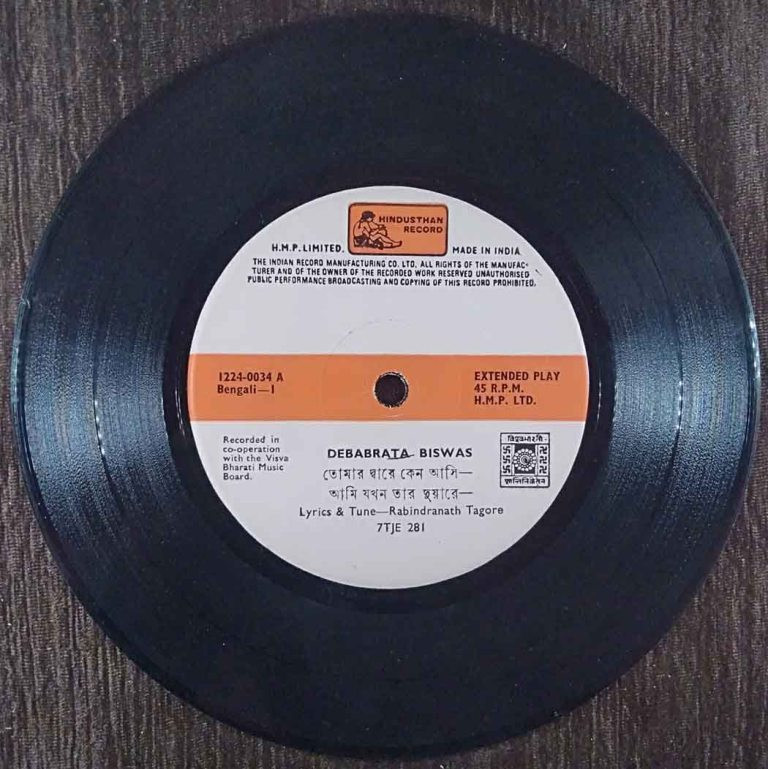 HINDUSTHAN
RECORD
H.M.P. LIMITED.
MADE IN INDIA
THE INDIAN RECORD MANUFACTURING CO. LTD. ALL RIGHTS OF THE MANUFAC-
TURER AND OF THE OWNER OF THE RECORDED WORK RESERVED UNAUTHORISED
PUBLIC PERFORMANCE BROADCASTING AND COPYING OF THIS RECORD PROHIBITED.
1224-0034 A
Bengali—1
EXTENDED PLAY
45 R.P.M.
H.M.P. LTD.
Recorded in
co-operation
with the Visva
Bharati Music
Board.
DEBABRATA BISWAS
তোমার দ্বারে কেন আসি—
আমি যখন তার দুয়ারে—
Lyrics & Tune—Rabindranath Tagore
7TJE 281